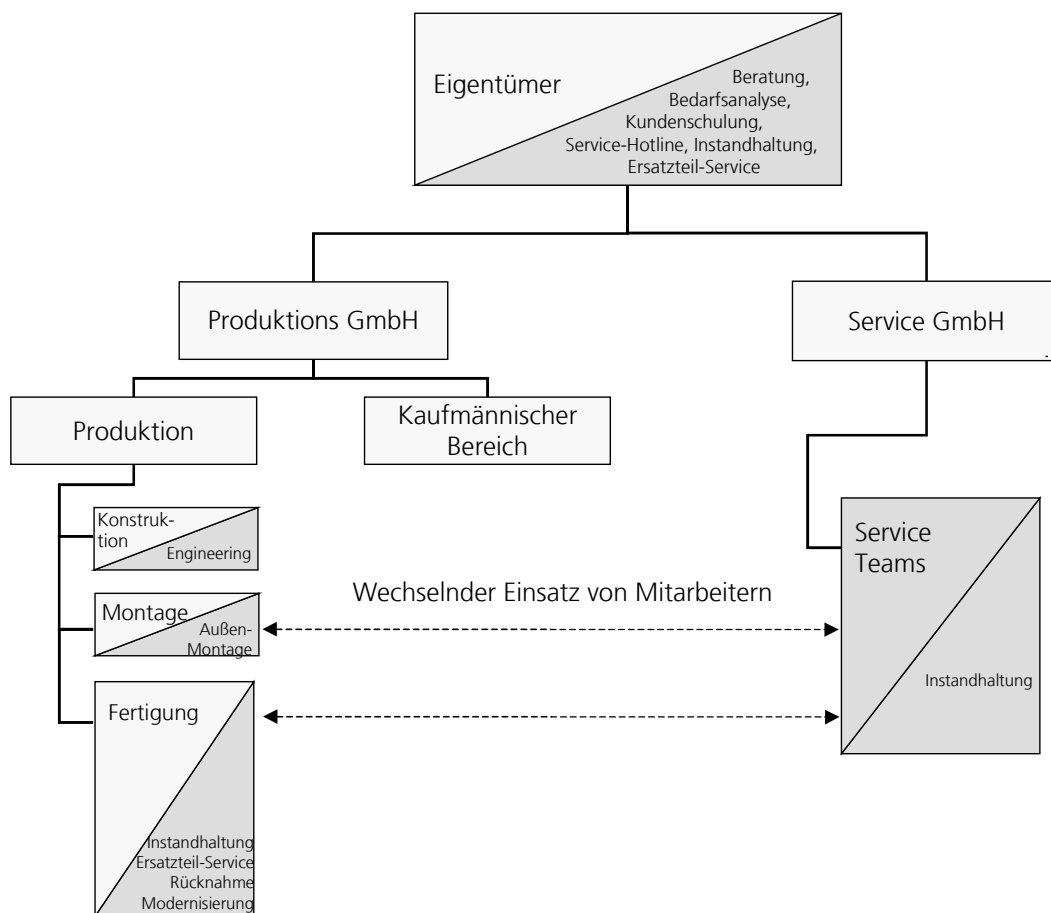 Eigentümer
Beratung,
Bedarfsanalyse,
Kundenschulung,
Service-Hotline, Instandhaltung,
Ersatzteil-Service
Produktions GmbH
Service GmbH
Produktion
Kaufmännischer
Bereich
Konstruk-
tion
Engineering
Montage
Außen-
Montage
Wechselnder Einsatz von Mitarbeitern
Service
Teams
Instandhaltung
Fertigung
Instandhaltung
Ersatzteil-Service
Rücknahme
Modernisierung